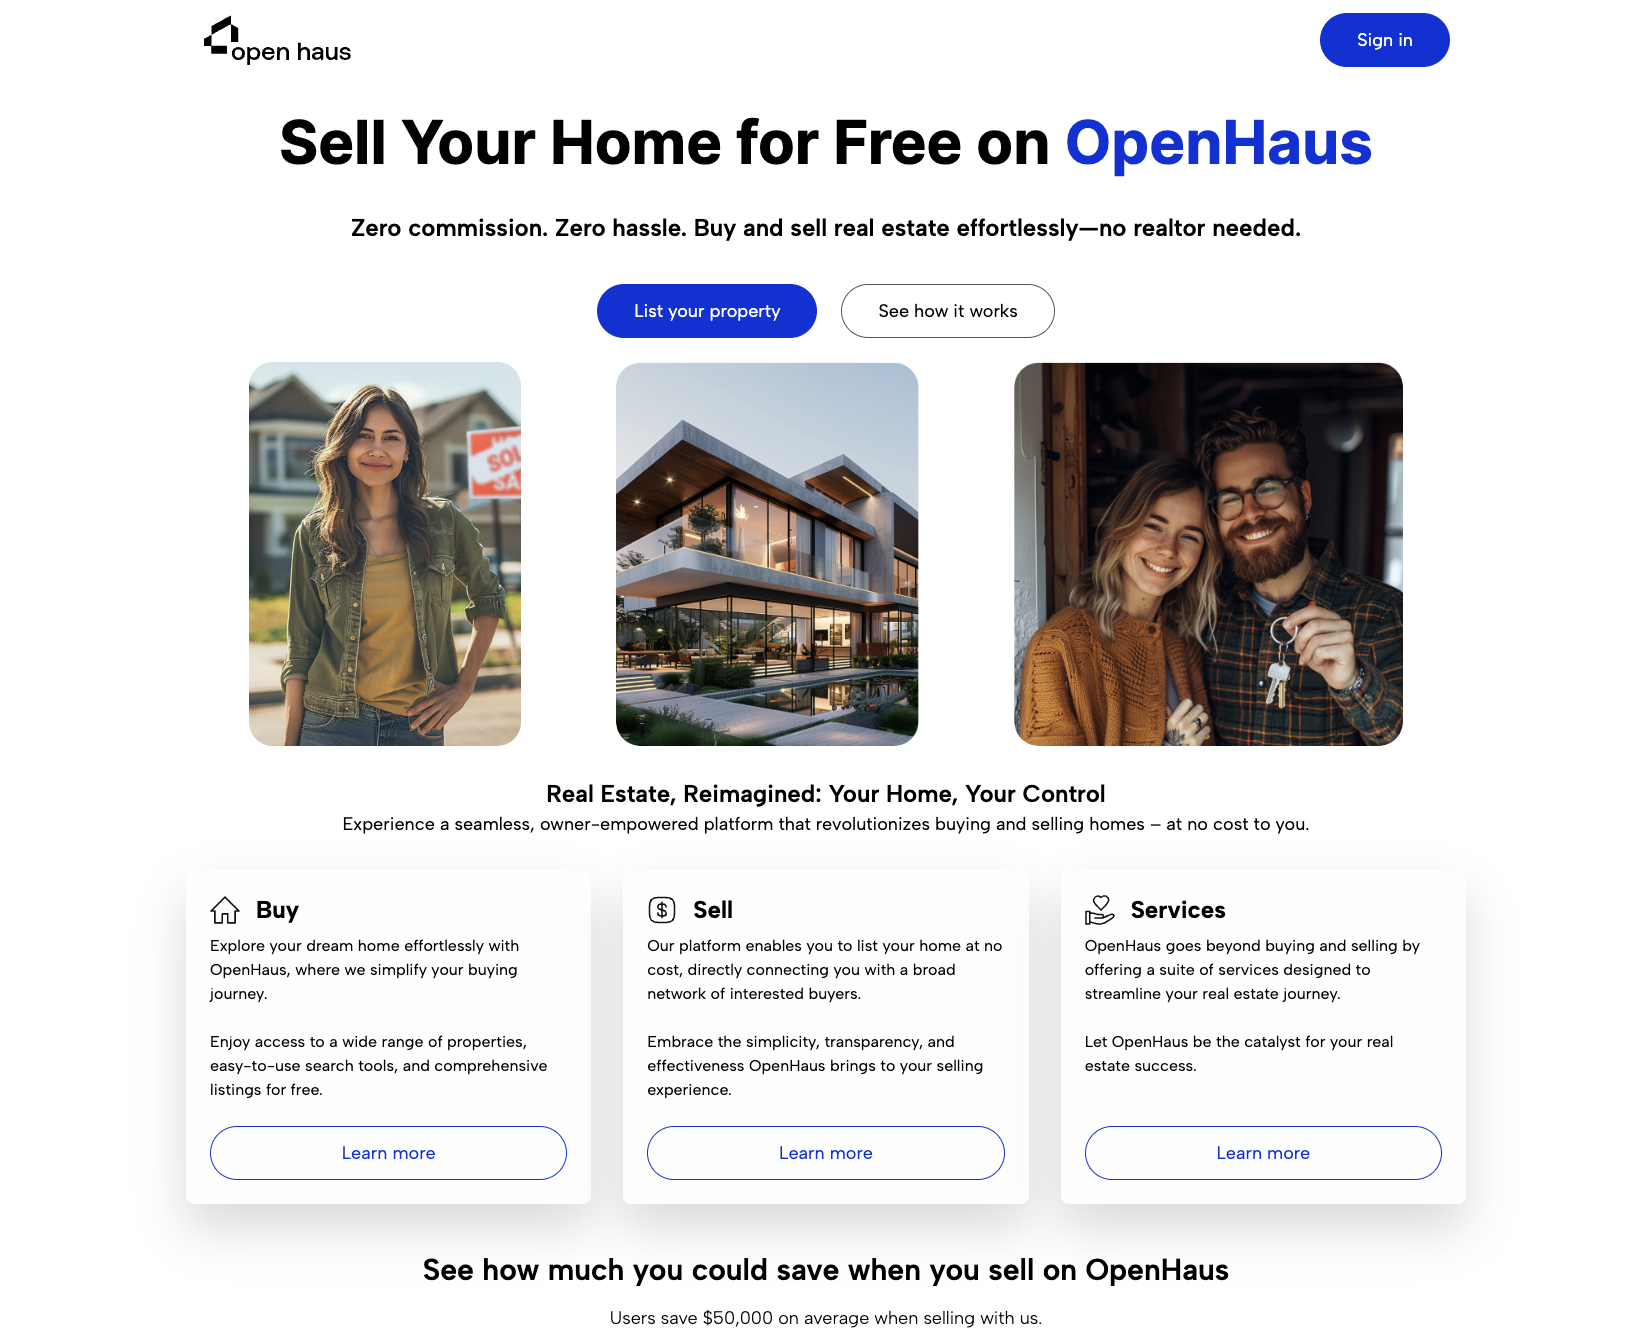 open haus
Sign in
Sell Your Home for Free on OpenHaus
Zero commission. Zero hassle. Buy and sell real estate effortlessly—no realtor needed.
List your property
See how it works
Real Estate, Reimagined: Your Home, Your Control
Experience a seamless, owner-empowered platform that revolutionizes buying and selling homes – at no cost to you.
Buy
Explore your dream home effortlessly with
OpenHaus, where we simplify your buying
journey.
Enjoy access to a wide range of properties,
easy-to-use search tools, and comprehensive
listings for free.
Learn more
Sell
Our platform enables you to list your home at no
cost, directly connecting you with a broad
network of interested buyers.
Embrace the simplicity, transparency, and
effectiveness OpenHaus brings to your selling
experience.
Learn more
Services
OpenHaus goes beyond buying and selling by
offering a suite of services designed to
streamline your real estate journey.
Let OpenHaus be the catalyst for your real
estate success.
Learn more
See how much you could save when you sell on OpenHaus
Users save $50,000 on average when selling with us.